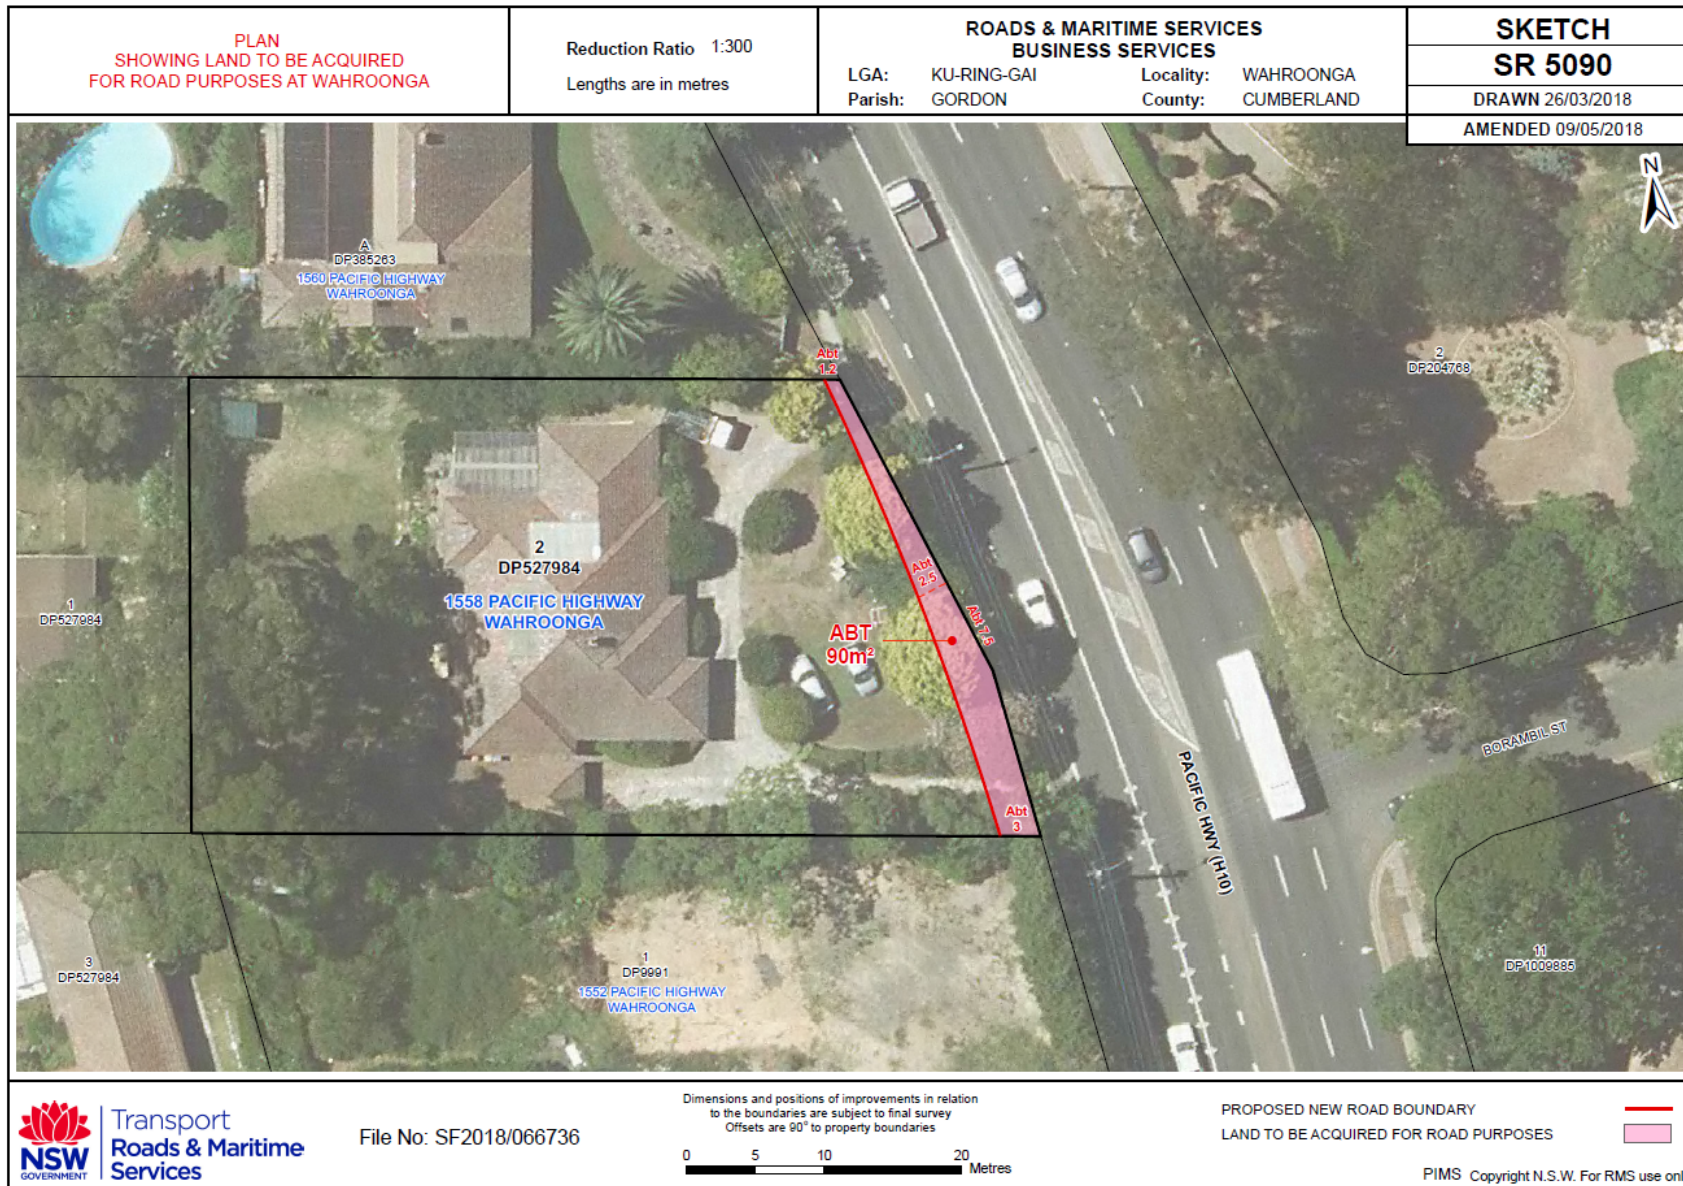 PLAN
SHOWING LAND TO BE ACQUIRED
FOR ROAD PURPOSES AT WAHROONGA
Reduction Ratio 1:300
Lengths are in metres
ROADS & MARITIME SERVICES
BUSINESS SERVICES
LGA: KU-RING-GAI Locality: WAHROONGA
Parish: GORDON County: CUMBERLAND
SKETCH
SR 5090
DRAWN 26/03/2018
AMENDED 09/05/2018
N
A
DP385263
1560 PACIFIC HIGHWAY
WAHROONGA
Abt
1.2
2
DP204768
2
DP527984
1558 PACIFIC HIGHWAY
WAHROONGA
Abt
2.5
Abt 7.5
ABT
90m²
1
DP527984
Abt
3
PACIFIC HWY (H10)
BORAMBIL ST
3
DP527984
1
DP9991
1552 PACIFIC HIGHWAY
WAHROONGA
11
DP1009885
NSW
GOVERNMENT
Transport
Roads & Maritime
Services
File No: SF2018/066736
Dimensions and positions of improvements in relation
to the boundaries are subject to final survey
Offsets are 90° to property boundaries
0 5 10 20
Metres
PROPOSED NEW ROAD BOUNDARY
LAND TO BE ACQUIRED FOR ROAD PURPOSES
PIMS Copyright N.S.W. For RMS use onl